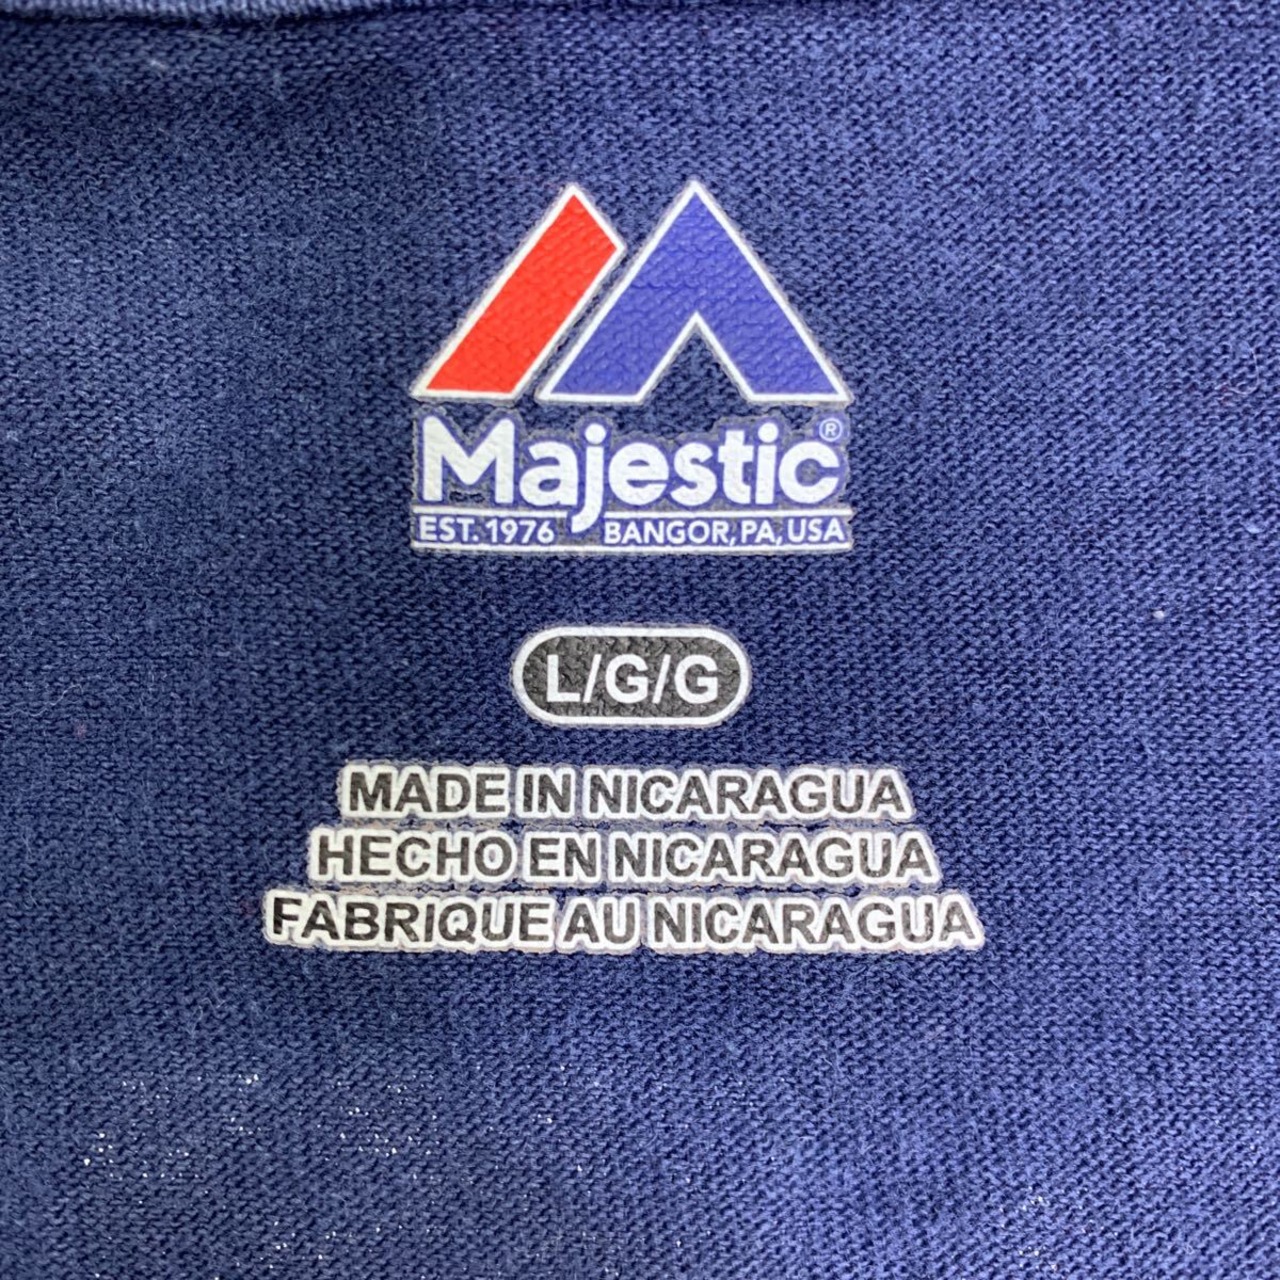 Majestic®
EST. 1976 BANGOR, PA, USA
L/G/G
MADE IN NICARAGUA
HECHO EN NICARAGUA
FABRIQUE AU NICARAGUA